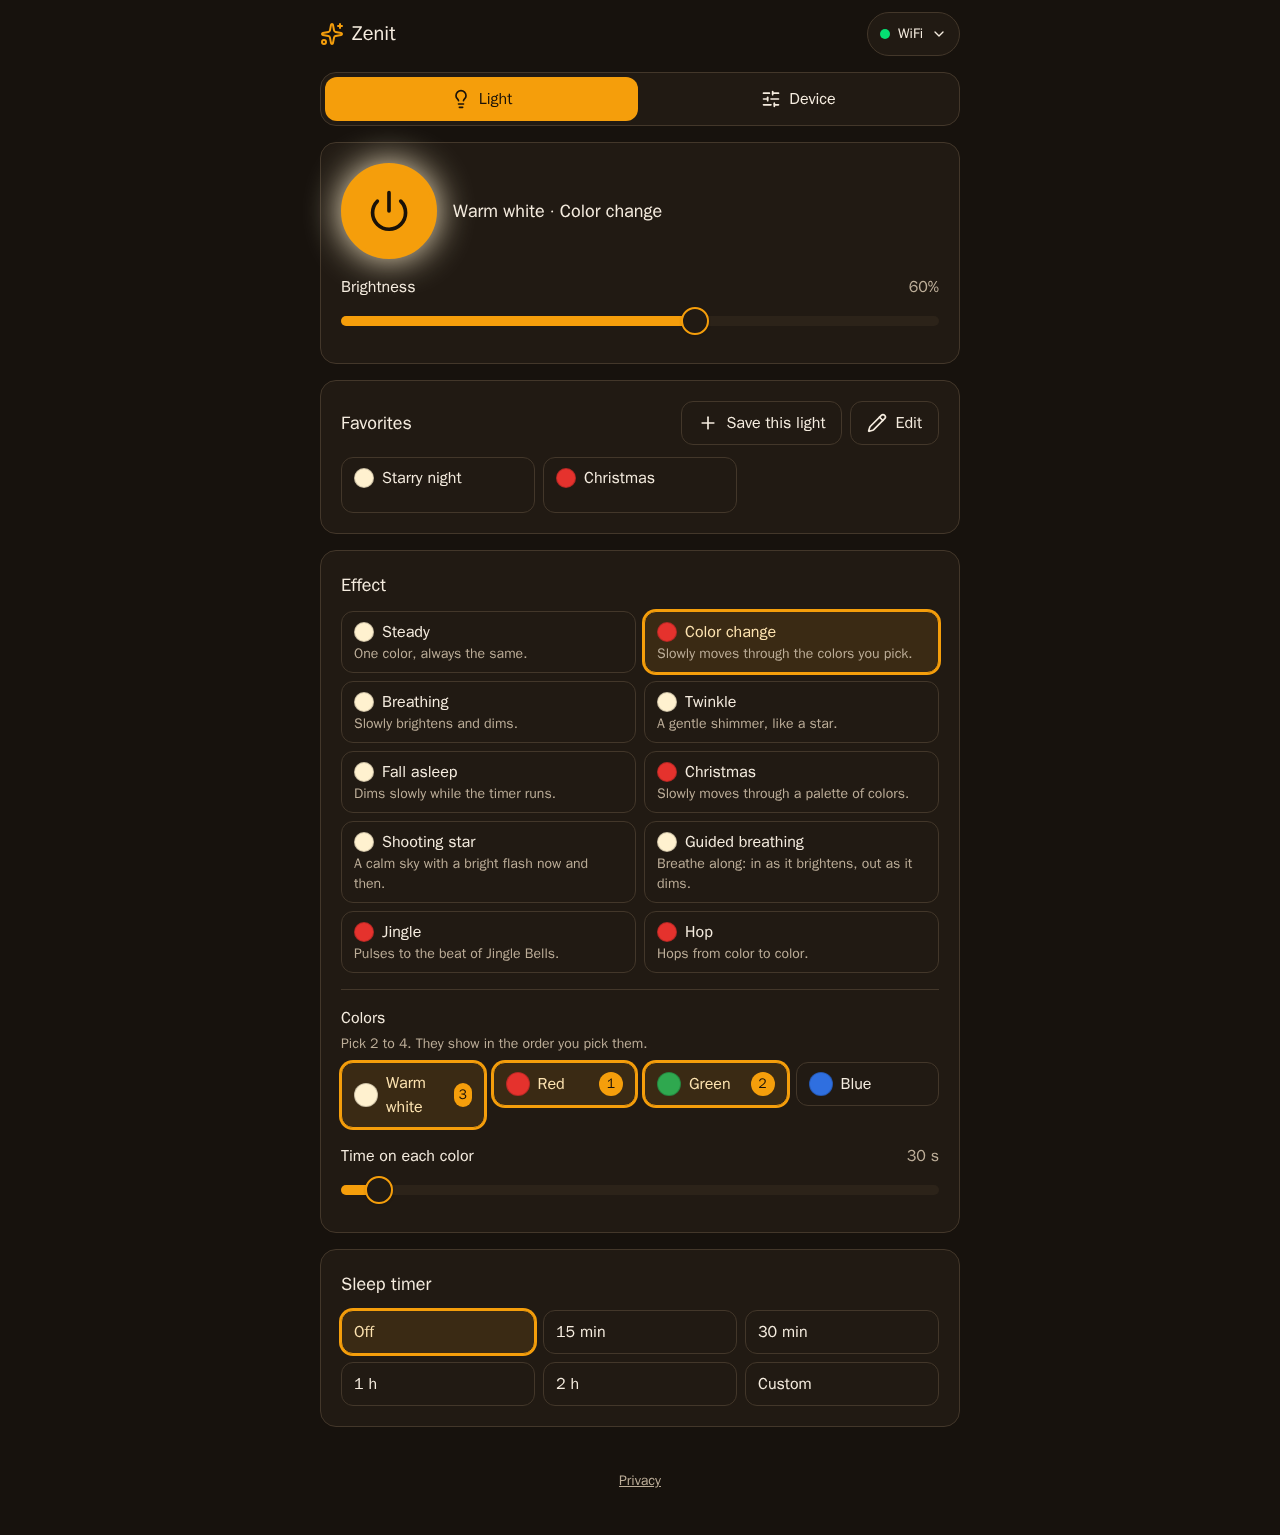 Zenit
WiFi
Light
Device
Warm white · Color change
Brightness
60%
Favorites
Save this light
Edit
Starry night
Christmas
Effect
Steady
One color, always the same.
Color change
Slowly moves through the colors you pick.
Breathing
Slowly brightens and dims.
Twinkle
A gentle shimmer, like a star.
Fall asleep
Dims slowly while the timer runs.
Christmas
Slowly moves through a palette of colors.
Shooting star
A calm sky with a bright flash now and
then.
Guided breathing
Breathe along: in as it brightens, out as it
dims.
Jingle
Pulses to the beat of Jingle Bells.
Hop
Hops from color to color.
Colors
Pick 2 to 4. They show in the order you pick them.
Warm
white
3
Red
1
Green
2
Blue
Time on each color
30 s
Sleep timer
Off
15 min
30 min
1 h
2 h
Custom
Privacy